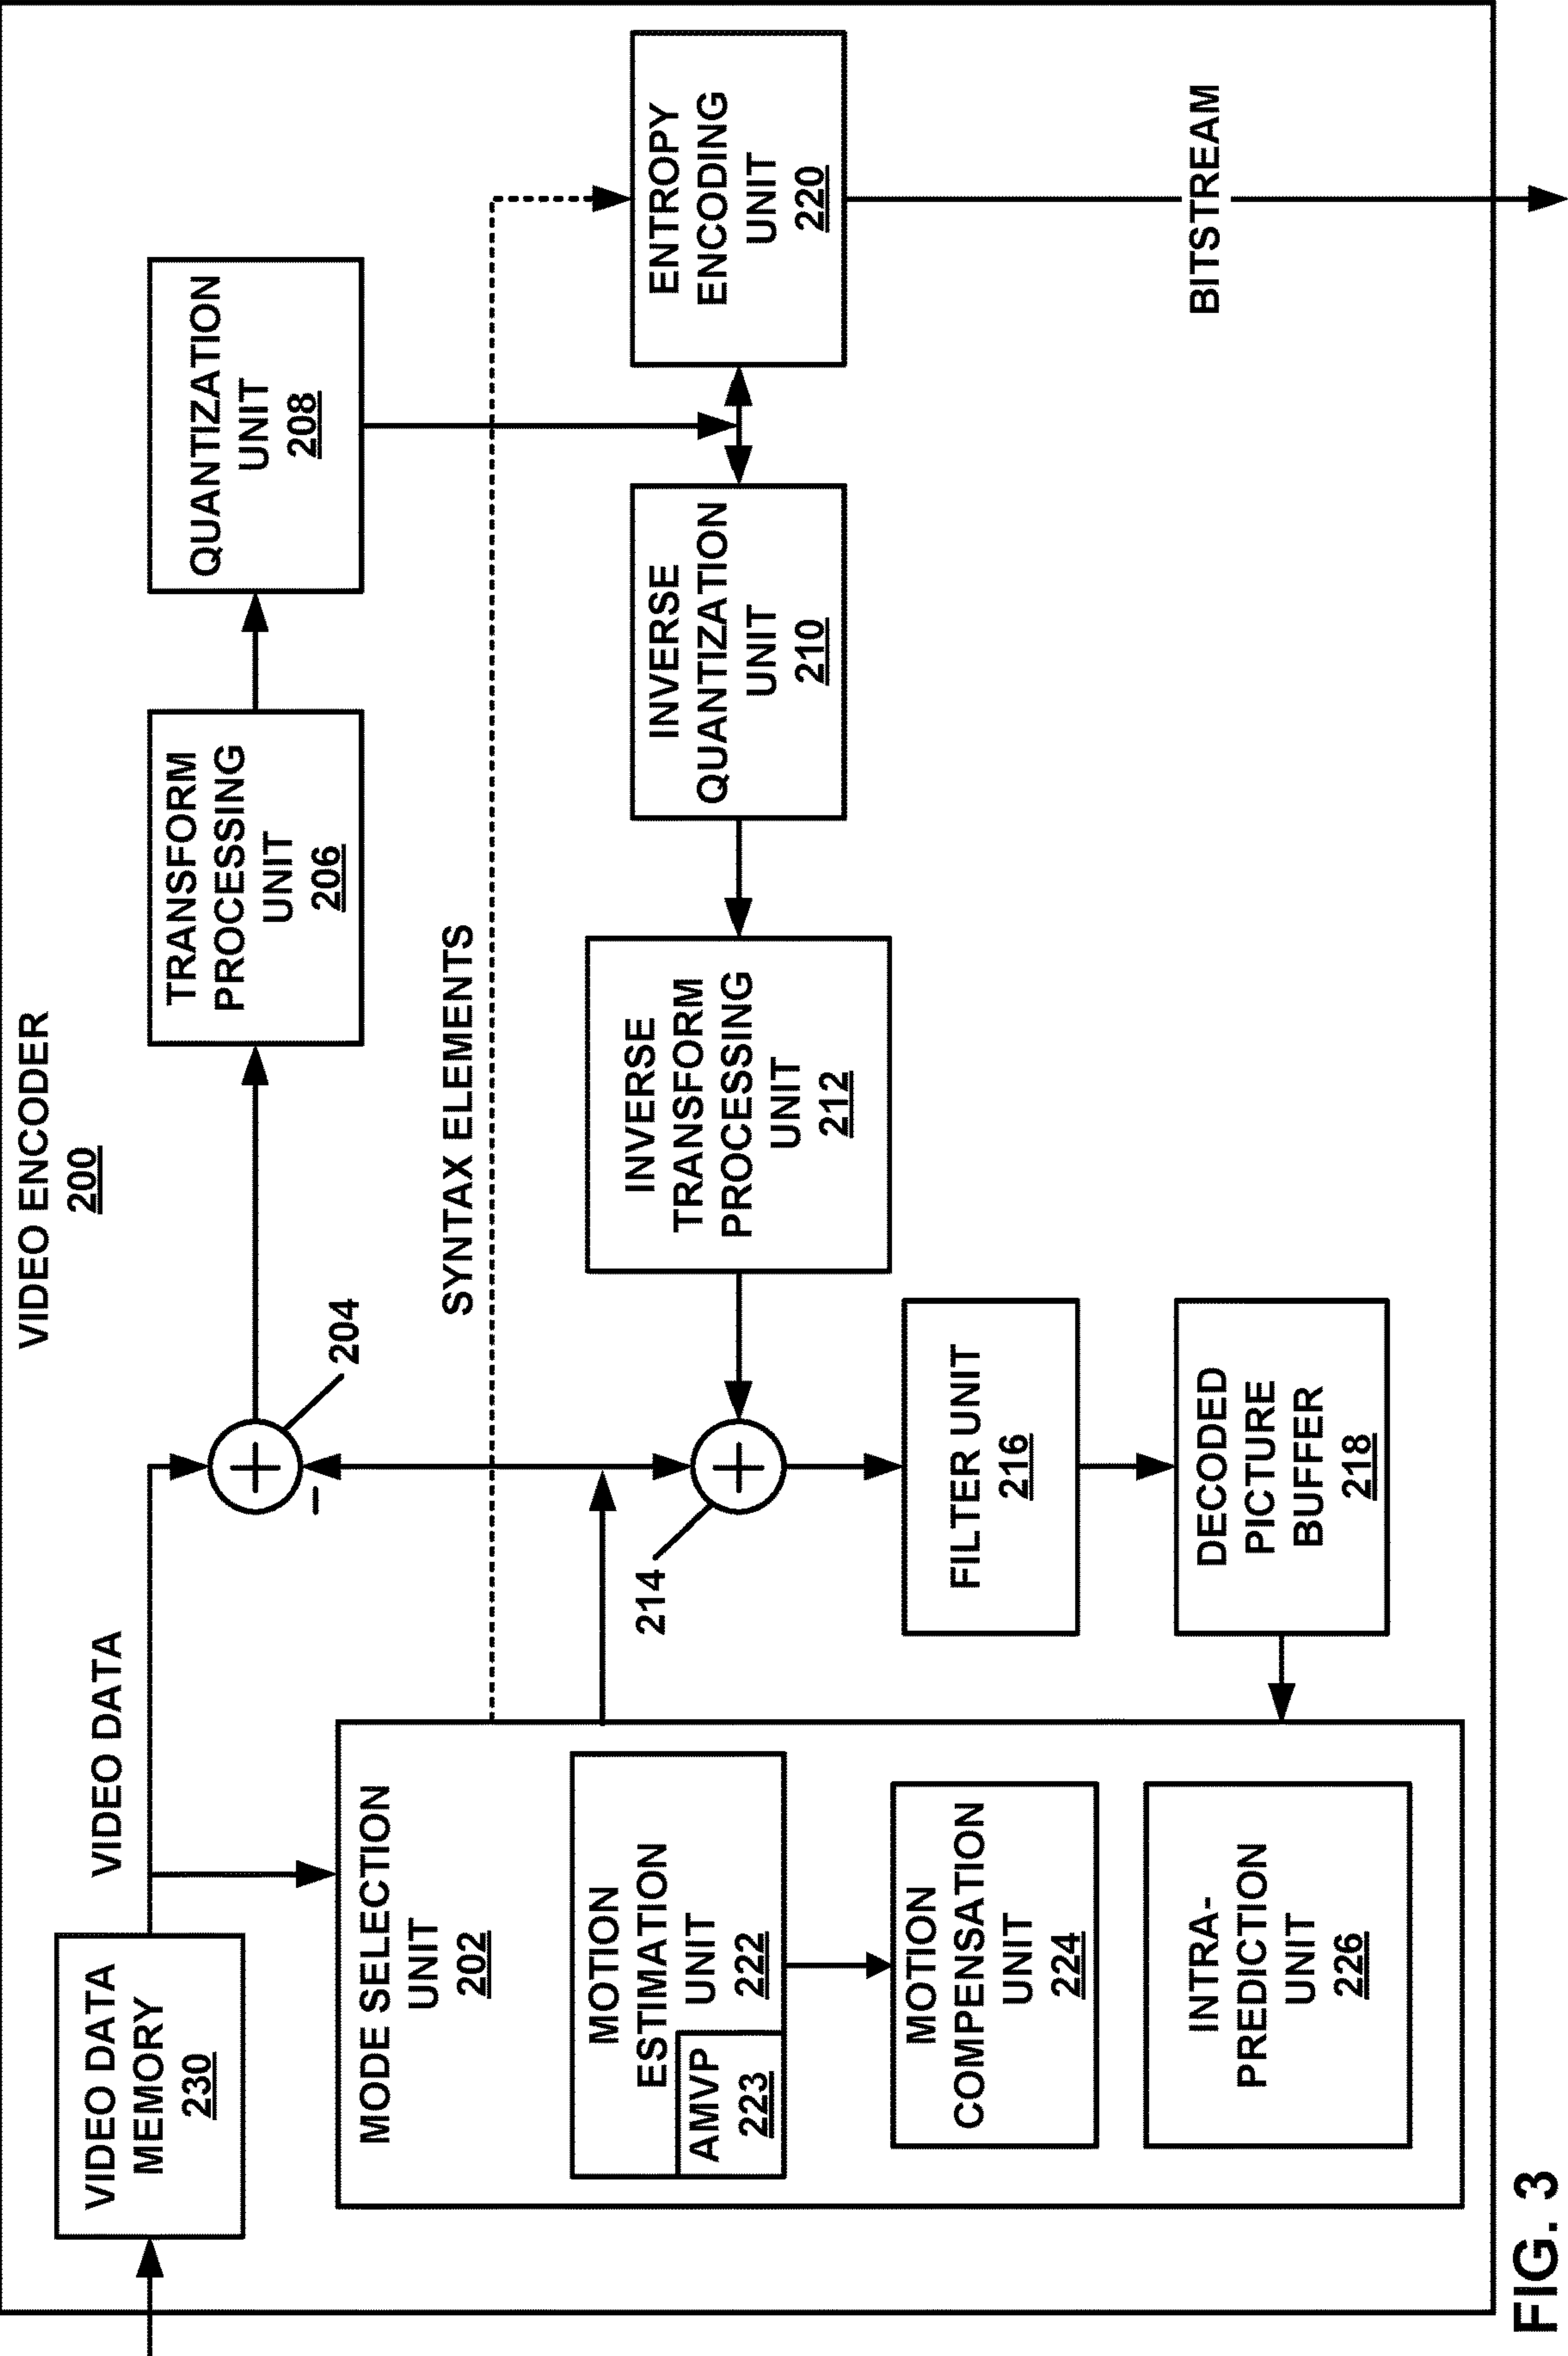 VIDEO ENCODER
200
VIDEO DATA
MEMORY
230
VIDEO DATA
204
TRANSFORM
PROCESSING
UNIT
206
QUANTIZATION
UNIT
208
SYNTAX ELEMENTS
MODE SELECTION
UNIT
202
MOTION
ESTIMATION
UNIT
222
AMVP
223
MOTION
COMPENSATION
UNIT
224
INTRA-
PREDICTION
UNIT
226
214
INVERSE
TRANSFORM
PROCESSING
UNIT
212
INVERSE
QUANTIZATION
UNIT
210
ENTROPY
ENCODING
UNIT
220
FILTER UNIT
216
DECODED
PICTURE
BUFFER
218
BITSTREAM
FIG. 3